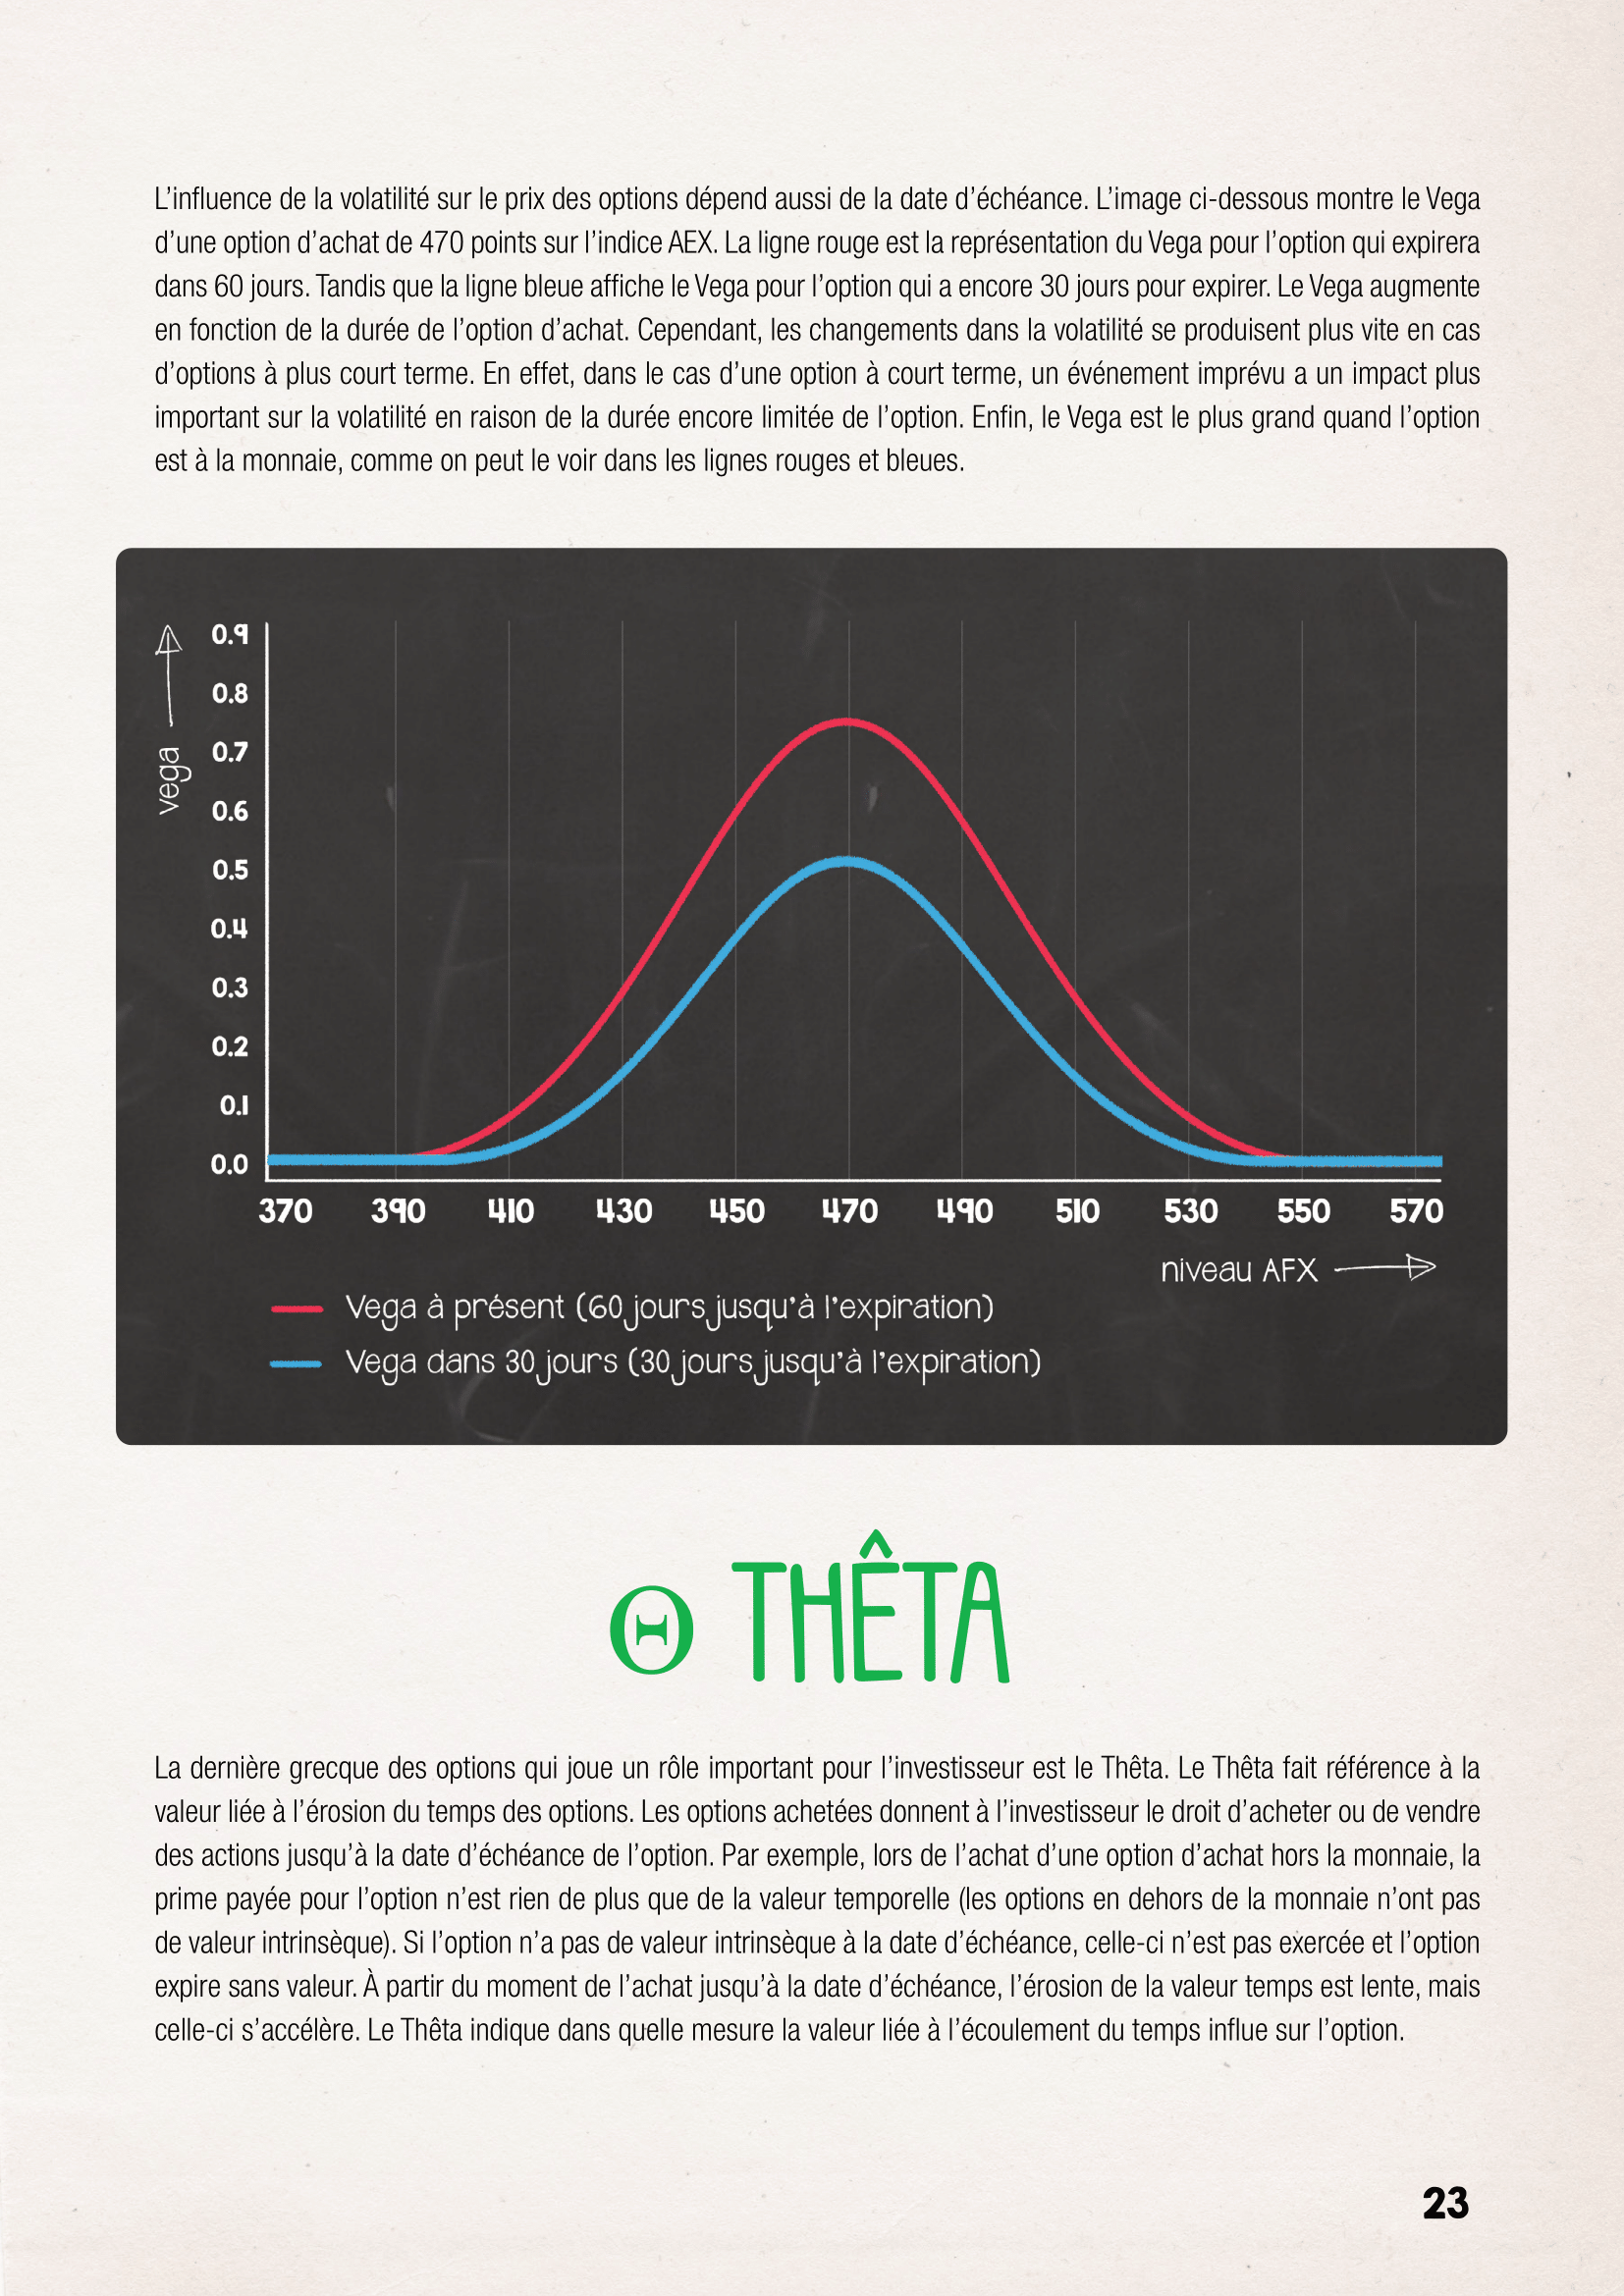 L’influence de la volatilité sur le prix des options dépend aussi de la date d’échéance. L’image ci-dessous montre le Vega
d’une option d’achat de 470 points sur l’indice AEX. La ligne rouge est la représentation du Vega pour l’option qui expirera
dans 60 jours. Tandis que la ligne bleue affiche le Vega pour l’option qui a encore 30 jours pour expirer. Le Vega augmente
en fonction de la durée de l’option d’achat. Cependant, les changements dans la volatilité se produisent plus vite en cas
d’options à plus court terme. En effet, dans le cas d’une option à court terme, un événement imprévu a un impact plus
important sur la volatilité en raison de la durée encore limitée de l’option. Enfin, le Vega est le plus grand quand l’option
est à la monnaie, comme on peut le voir dans les lignes rouges et bleues.
vega
0.9
0.8
0.7
0.6
0.5
0.4
0.3
0.2
0.1
0.0
370 390 410 430 450 470 490 510 530 550 570
niveau AFX
Vega à présent (60 jours jusqu’à l’expiration)
Vega dans 30 jours (30 jours jusqu’à l’expiration)
Θ THÊTA
La dernière grecque des options qui joue un rôle important pour l’investisseur est le Thêta. Le Thêta fait référence à la
valeur liée à l’érosion du temps des options. Les options achetées donnent à l’investisseur le droit d’acheter ou de vendre
des actions jusqu’à la date d’échéance de l’option. Par exemple, lors de l’achat d’une option d’achat hors la monnaie, la
prime payée pour l’option n’est rien de plus que de la valeur temporelle (les options en dehors de la monnaie n’ont pas
de valeur intrinsèque). Si l’option n’a pas de valeur intrinsèque à la date d’échéance, celle-ci n’est pas exercée et l’option
expire sans valeur. À partir du moment de l’achat jusqu’à la date d’échéance, l’érosion de la valeur temps est lente, mais
celle-ci s’accélère. Le Thêta indique dans quelle mesure la valeur liée à l’écoulement du temps influe sur l’option.
23